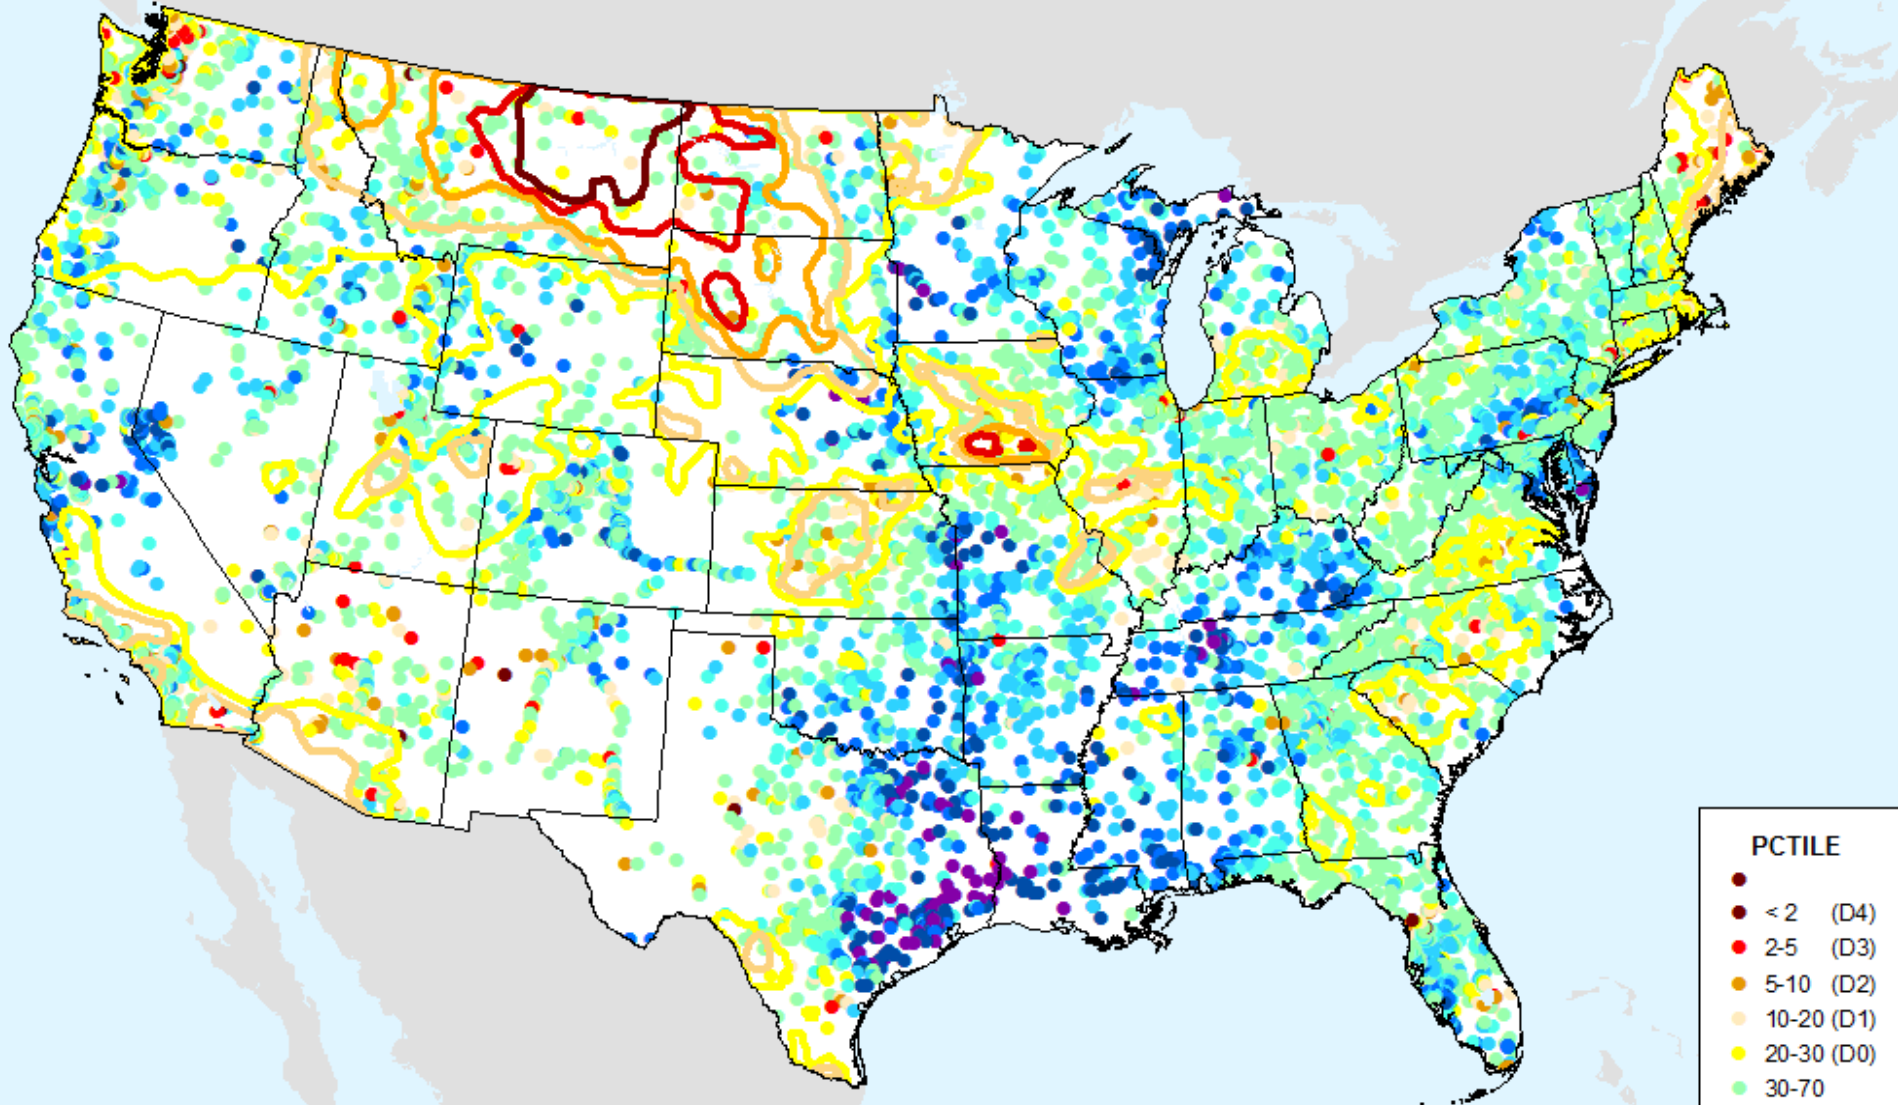 PCTILE
< 2 (D4)
2-5 (D3)
5-10 (D2)
10-20 (D1)
20-30 (D0)
30-70